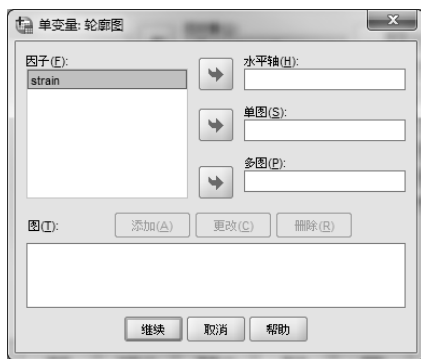 单变量: 轮廓图
因子(F):
strain
水平轴(H):
单图(S):
多图(P):
图(T):
添加(A) 更改(C) 删除(R)
继续 取消 帮助